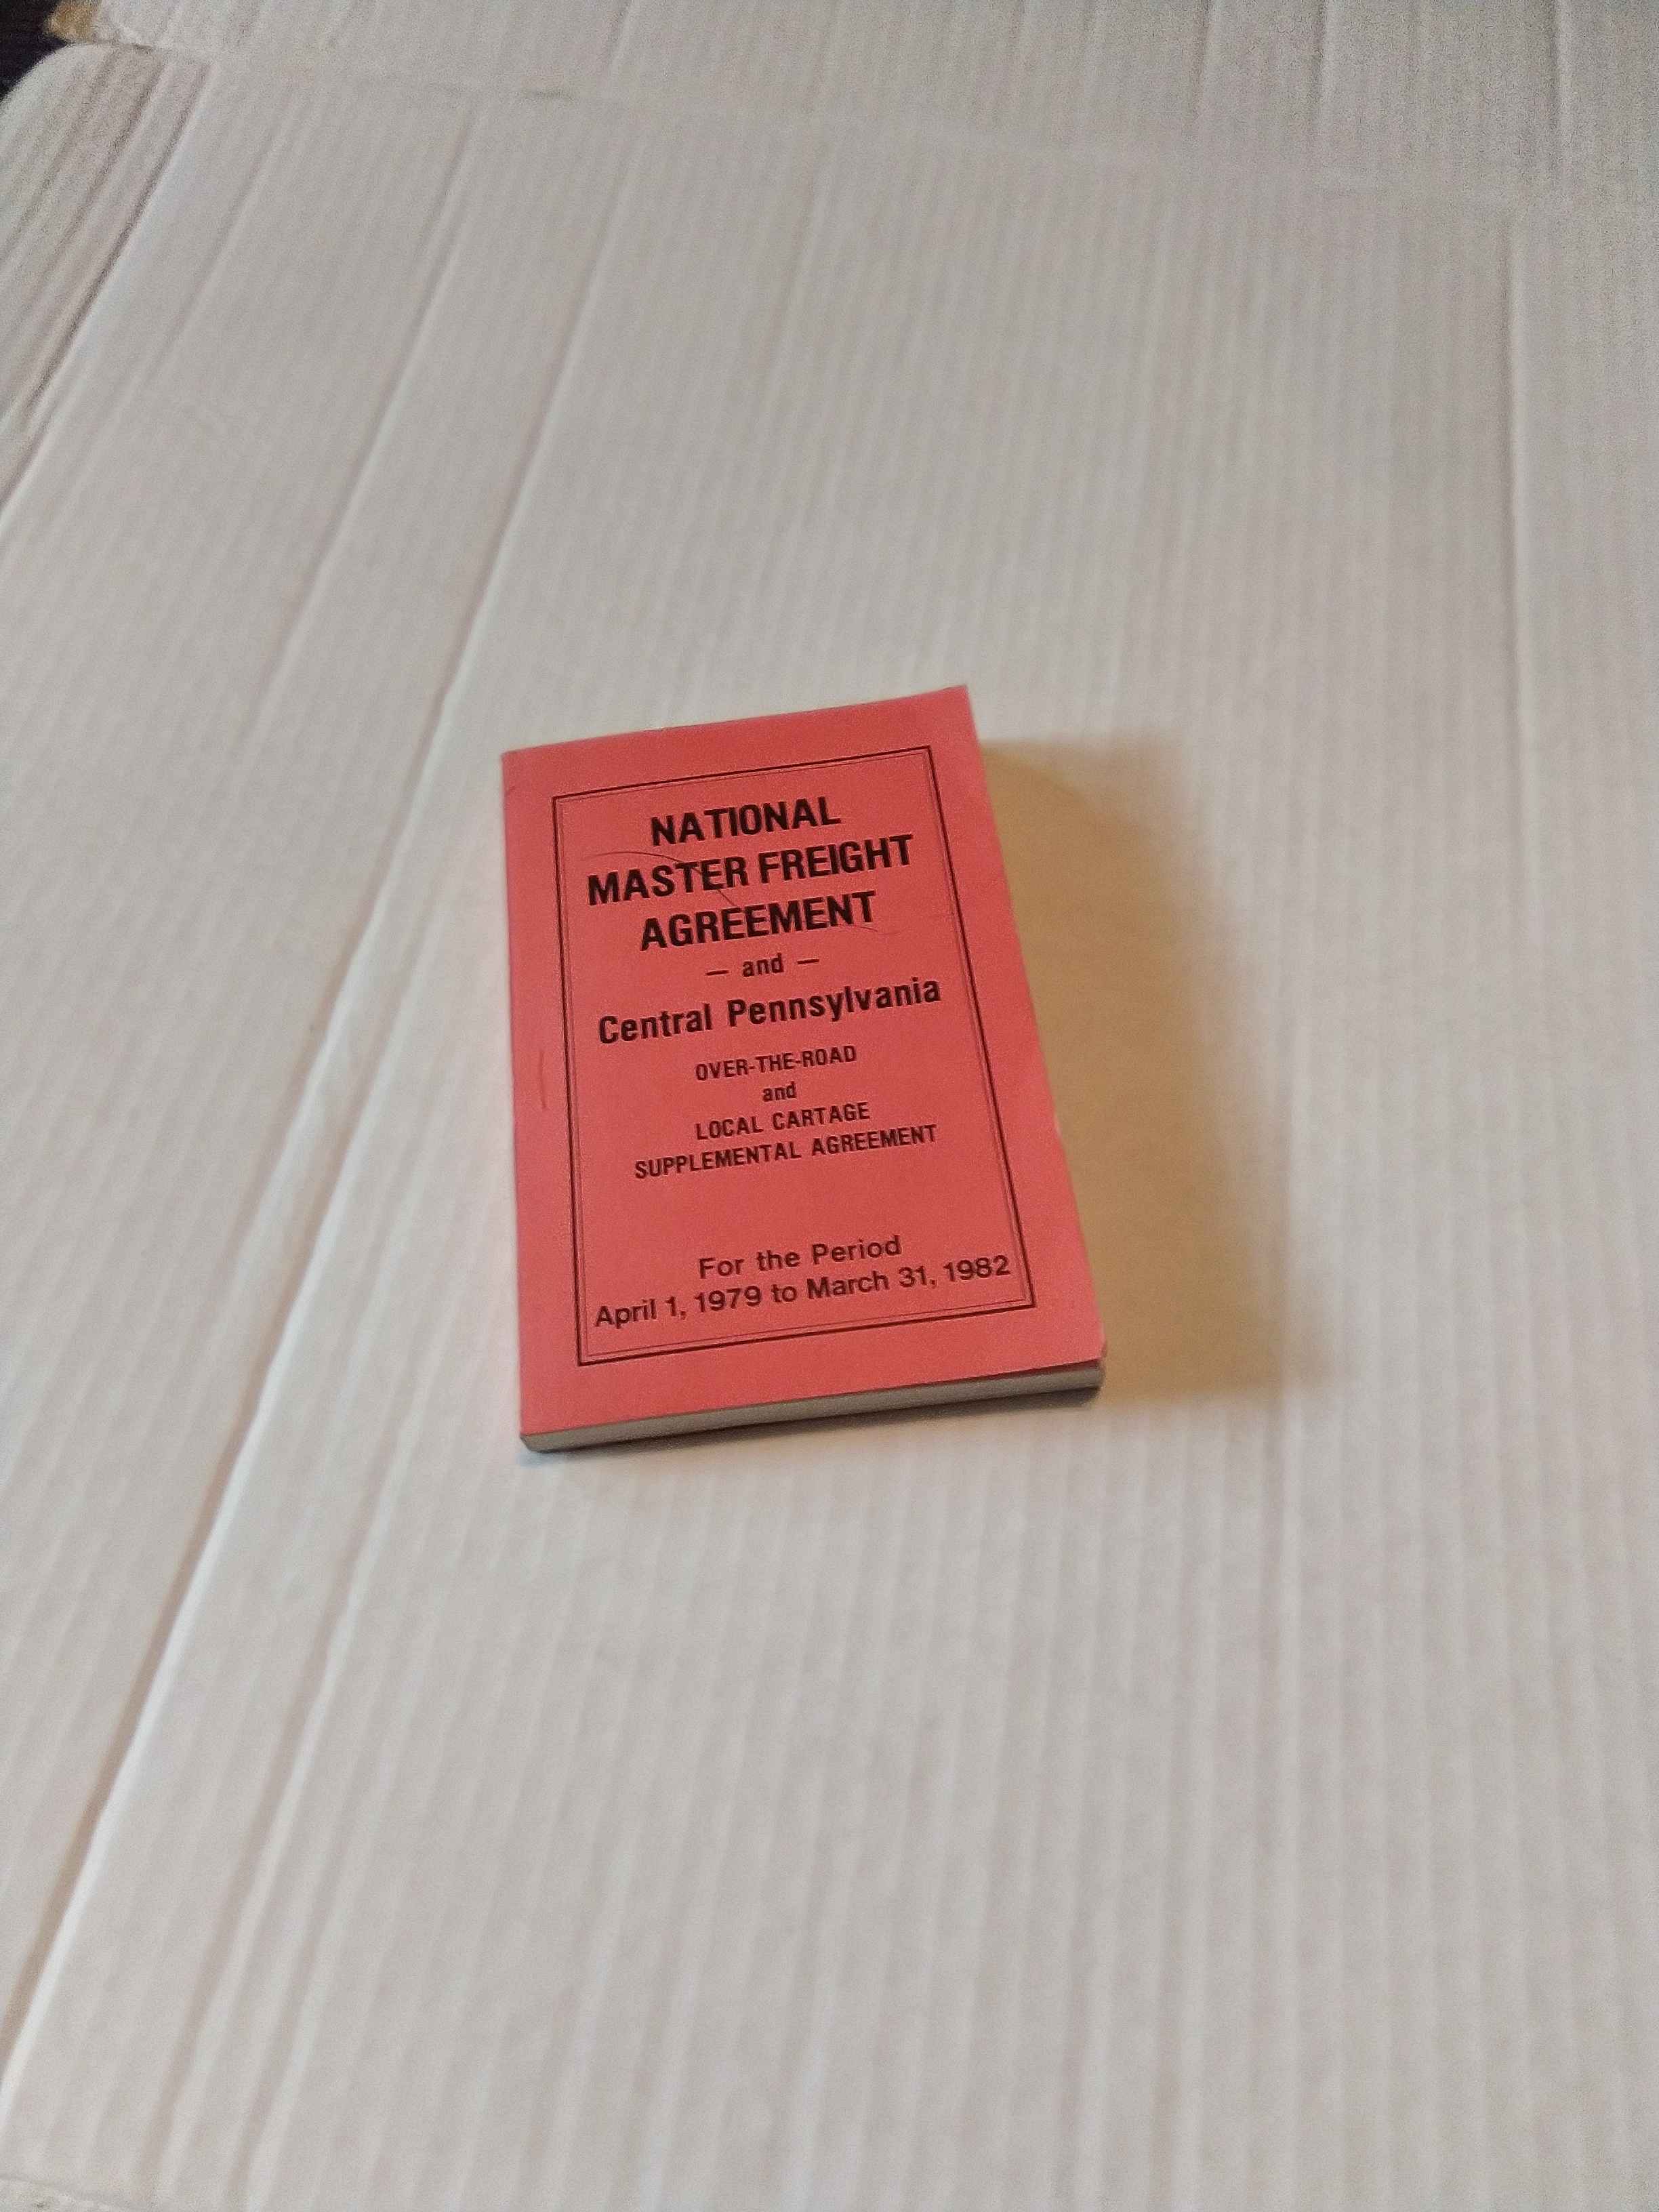 NATIONAL
MASTER FREIGHT
AGREEMENT
— and —
Central Pennsylvania
OVER-THE-ROAD
and
LOCAL CARTAGE
SUPPLEMENTAL AGREEMENT
For the Period
April 1, 1979 to March 31, 1982